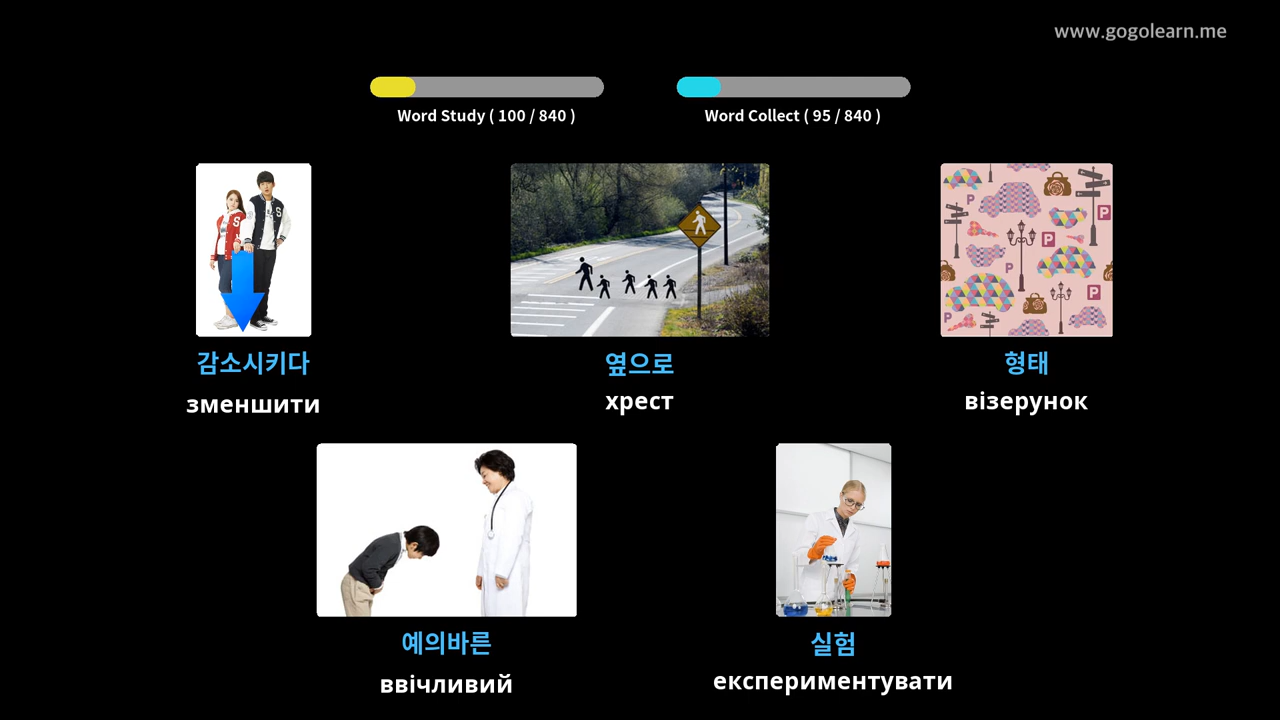 www.gogolearn.me
Word Study ( 100 / 840 )
Word Collect ( 95 / 840 )
감소시키다
зменшити
옆으로
хрест
P
P
P
P
P
P
형태
візерунок
S
S
예의바른
ввічливий
실험
експериментувати